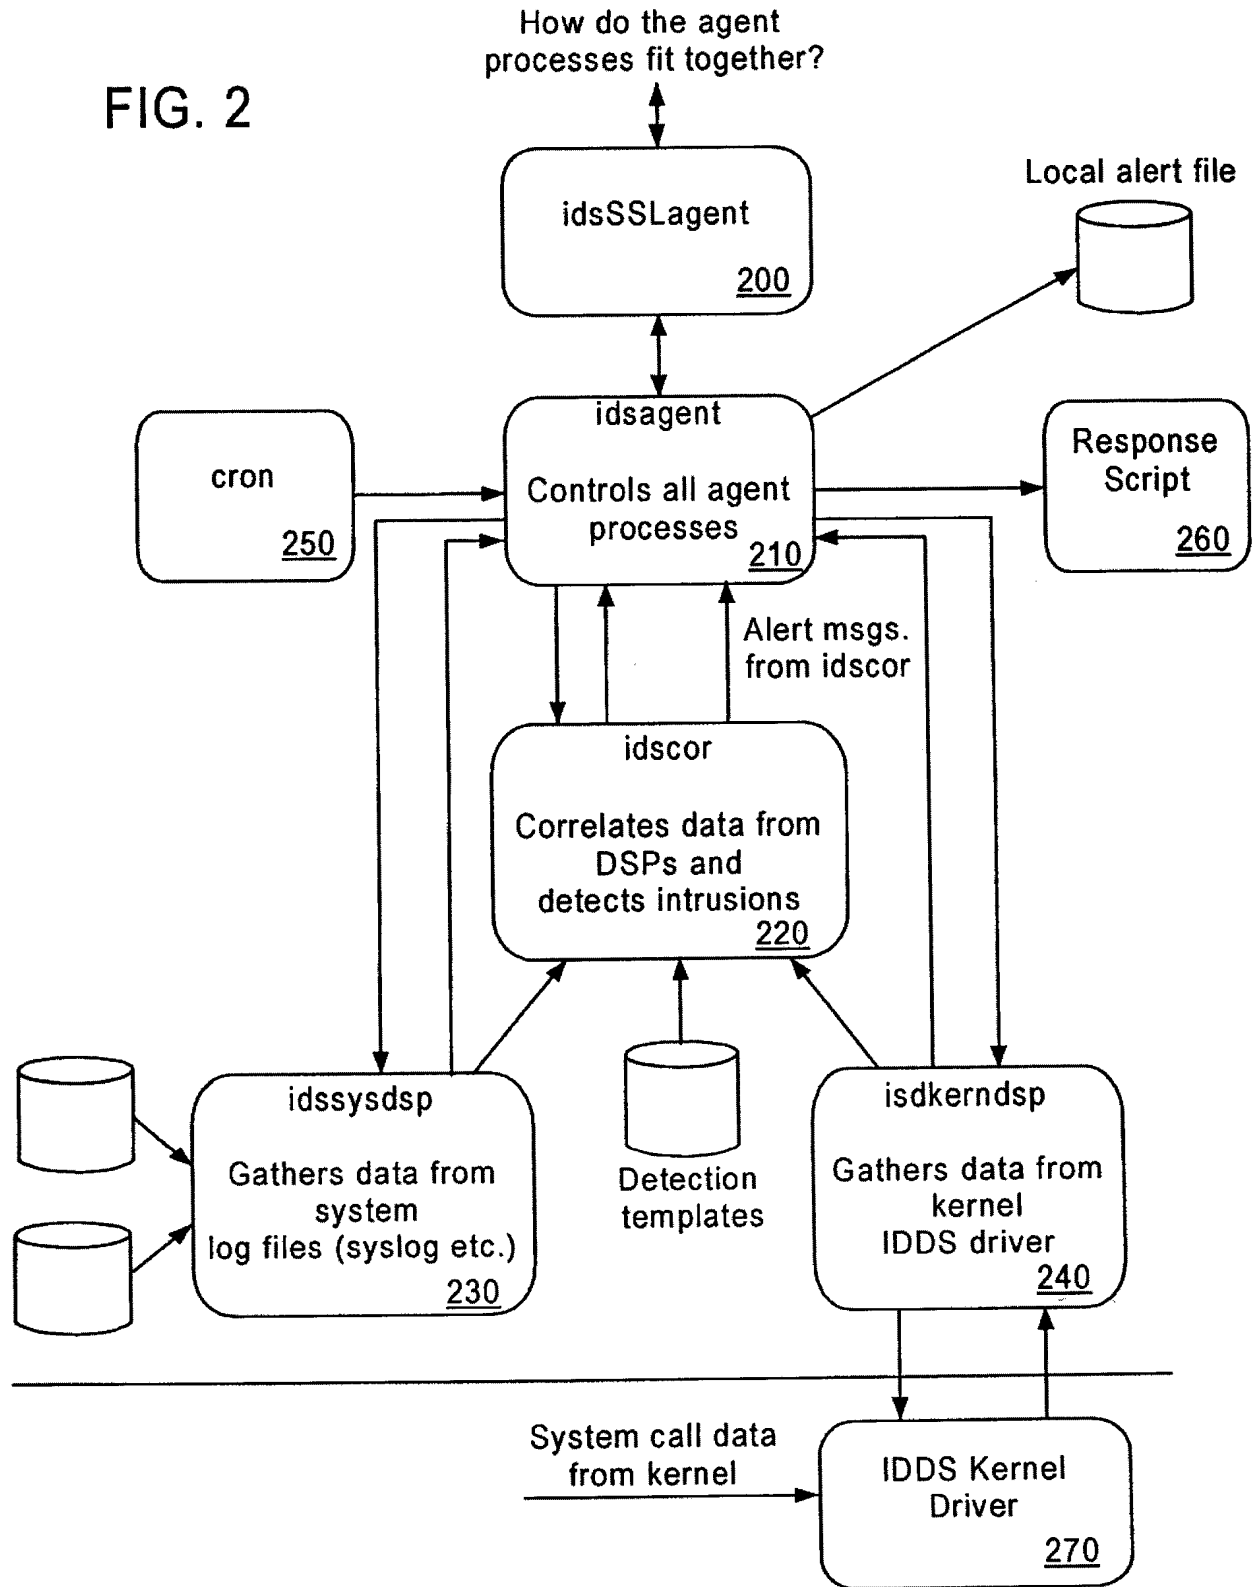 How do the agent
processes fit together?
FIG. 2
Local alert file
idsSSLagent
200
idsagent
Controls all agent
processes
210
cron
250
Response
Script
260
Alert msgs.
from idscor
idscor
Correlates data from
DSPs and
detects intrusions
220
idssysdsp
Gathers data from
system
log files (syslog etc.)
230
Detection
templates
isdkerndsp
Gathers data from
kernel
IDDS driver
240
System call data
from kernel
IDDS Kernel
Driver
270